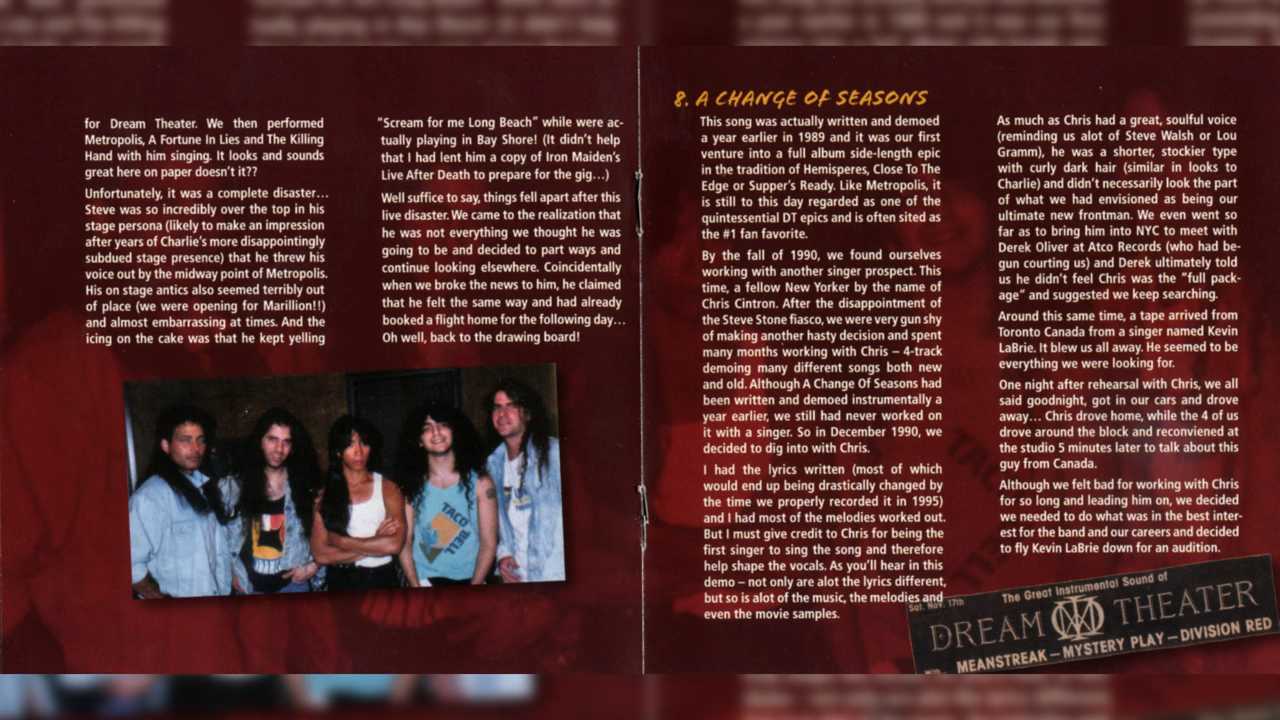 for Dream Theater. We then performed
Metropolis, A Fortune In Lies and The Killing
Hand with him singing. It looks and sounds
great here on paper doesn't it??
Unfortunately, it was a complete disaster...
Steve was so incredibly over the top in his
stage persona (likely to make an impression
after years of Charlie's more disappointingly
subdued stage presence) that he threw his
voice out by the midway point of Metropolis.
His on stage antics also seemed terribly out
of place (we were opening for Marillion!!)
and almost embarrassing at times. And the
icing on the cake was that he kept yelling
"Scream for me Long Beach" while were ac-
tually playing in Bay Shore! (It didn't help
that I had lent him a copy of Iron Maiden's
Live After Death to prepare for the gig...)
Well suffice to say, things fell apart after this
live disaster. We came to the realization that
he was not everything we thought he was
going to be and decided to part ways and
continue looking elsewhere. Coincidentally
when we broke the news to him, he claimed
that he felt the same way and had already
booked a flight home for the following day...
Oh well, back to the drawing board!
TACO
BELL
8. A CHANGE OF SEASONS
This song was actually written and demoed
a year earlier in 1989 and it was our first
venture into a full album side-length epic
in the tradition of Hemisperes, Close To The
Edge or Supper's Ready. Like Metropolis, it
is still to this day regarded as one of the
quintessential DT epics and is often sited as
the #1 fan favorite.
By the fall of 1990, we found ourselves
working with another singer prospect. This
time, a fellow New Yorker by the name of
Chris Cintron. After the disappointment of
the Steve Stone fiasco, we were very gun shy
of making another hasty decision and spent
many months working with Chris – 4-track
demoing many different songs both new
and old. Although A Change Of Seasons had
been written and demoed instrumentally a
year earlier, we still had never worked on
it with a singer. So in December 1990, we
decided to dig into with Chris.
I had the lyrics written (most of which
would end up being drastically changed by
the time we properly recorded it in 1995)
and I had most of the melodies worked out.
But I must give credit to Chris for being the
first singer to sing the song and therefore
help shape the vocals. As you'll hear in this
demo – not only are alot the lyrics different,
but so is alot of the music, the melodies and
even the movie samples.
As much as Chris had a great, soulful voice
(reminding us alot of Steve Walsh or Lou
Gramm), he was a shorter, stockier type
with curly dark hair (similar in looks to
Charlie) and didn't necessarily look the part
of what we had envisioned as being our
ultimate new frontman. We even went so
far as to bring him into NYC to meet with
Derek Oliver at Atco Records (who had be-
gun courting us) and Derek ultimately told
us he didn't feel Chris was the "full pack-
age" and suggested we keep searching.
Around this same time, a tape arrived from
Toronto Canada from a singer named Kevin
LaBrie. It blew us all away. He seemed to be
everything we were looking for.
One night after rehearsal with Chris, we all
said goodnight, got in our cars and drove
away... Chris drove home, while the 4 of us
drove around the block and reconviened at
the studio 5 minutes later to talk about this
guy from Canada.
Although we felt bad for working with Chris
for so long and leading him on, we decided
we needed to do what was in the best inter-
est for the band and our careers and decided
to fly Kevin LaBrie down for an audition.
Sat. Nov. 17th
The Great Instrumental Sound of
DREAM THEATER
MEANSTREAK – MYSTERY PLAY – DIVISION RED